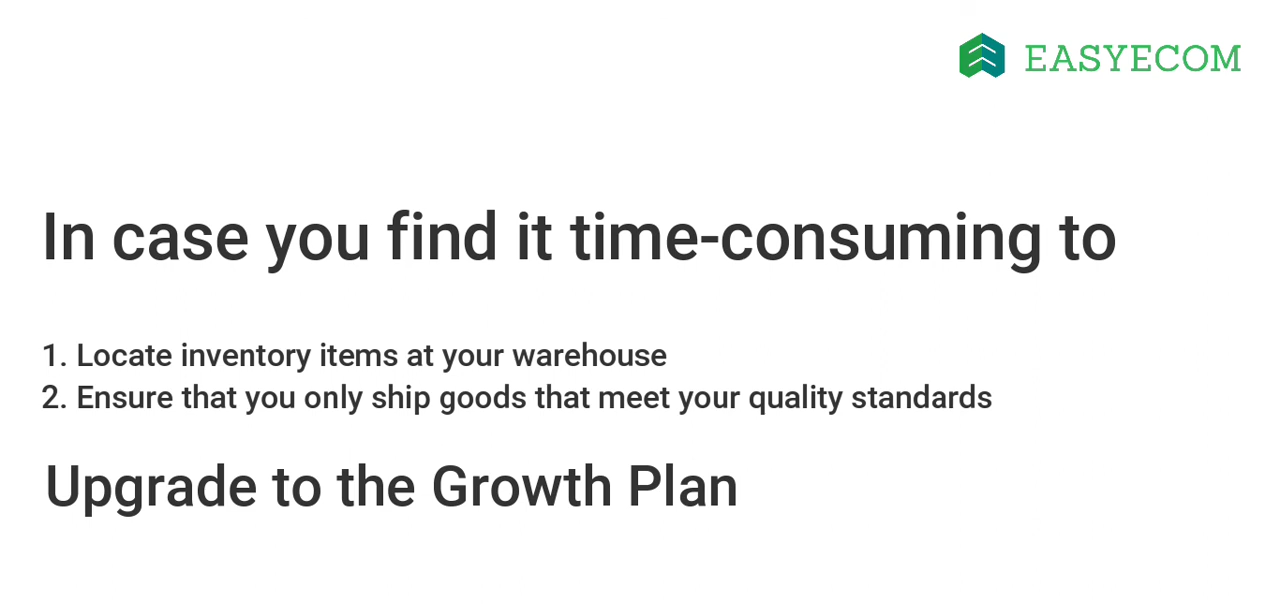 EASYECOM
In case you find it time-consuming to
1. Locate inventory items at your warehouse
2. Ensure that you only ship goods that meet your quality standards
Upgrade to the Growth Plan